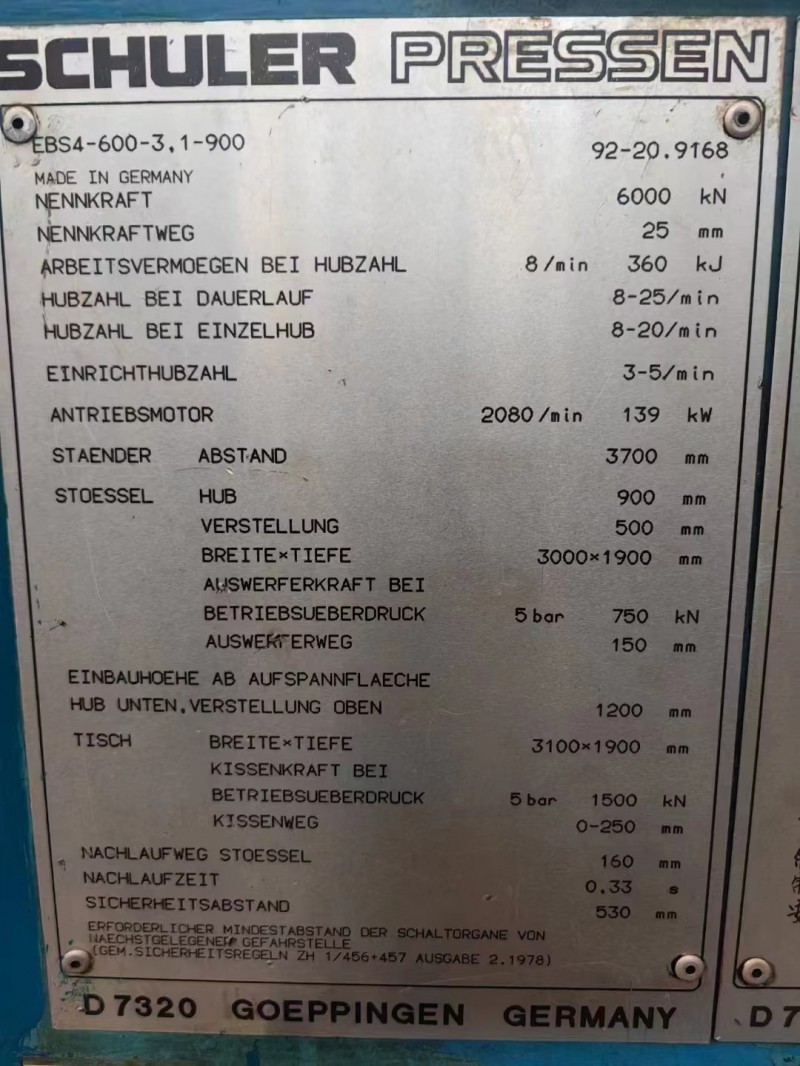 SCHULER PRESSEN
EBS4-600-3,1-900 92-20.9168
MADE IN GERMANY
NENNKRAFT 6000 kN
NENNKRAFTWEG 25 mm
ARBEITSVERMOEGEN BEI HUBZAHL 8/min 360 kJ
HUBZAHL BEI DAUERLAUF 8-25/min
HUBZAHL BEI EINZELHUB 8-20/min
EINRICHTHUBZAHL 3-5/min
ANTRIEBSMOTOR 2080/min 139 kW
STAENDER ABSTAND 3700 mm
STOESSEL HUB 900 mm
VERSTELLUNG 500 mm
BREITE×TIEFE 3000×1900 mm
AUSWERFERKRAFT BEI
BETRIEBSUEBERDRUCK 5 bar 750 kN
AUSWERFERWEG 150 mm
EINBAUHOEHE AB AUFSPANNFLAECHE
HUB UNTEN,VERSTELLUNG OBEN 1200 mm
TISCH BREITE×TIEFE 3100×1900 mm
KISSENKRAFT BEI
BETRIEBSUEBERDRUCK 5 bar 1500 kN
KISSENWEG 0-250 mm
NACHLAUFWEG STOESSEL 160 mm
NACHLAUFZEIT 0.33 s
SICHERHEITSABSTAND 530 mm
ERFORDERLICHER MINDESTABSTAND DER SCHALTORGANE VON
NAECHSTGELEGENER GEFAHRSTELLE
(GEM.SICHERHEITSREGELN ZH 1/456+457 AUSGABE 2.1978)
D 7320 GOEPPINGEN GERMANY
D 7